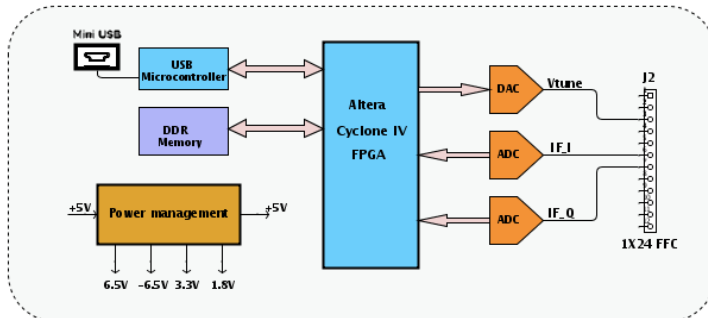 Mini USB
USB
Microcontroller
DDR
Memory
Altera
Cyclone IV
FPGA
DAC
Vtune
J2
ADC
IF_I
ADC
IF_Q
1X24 FFC
+5V
Power management
+5V
6.5V
-6.5V
3.3V
1.8V